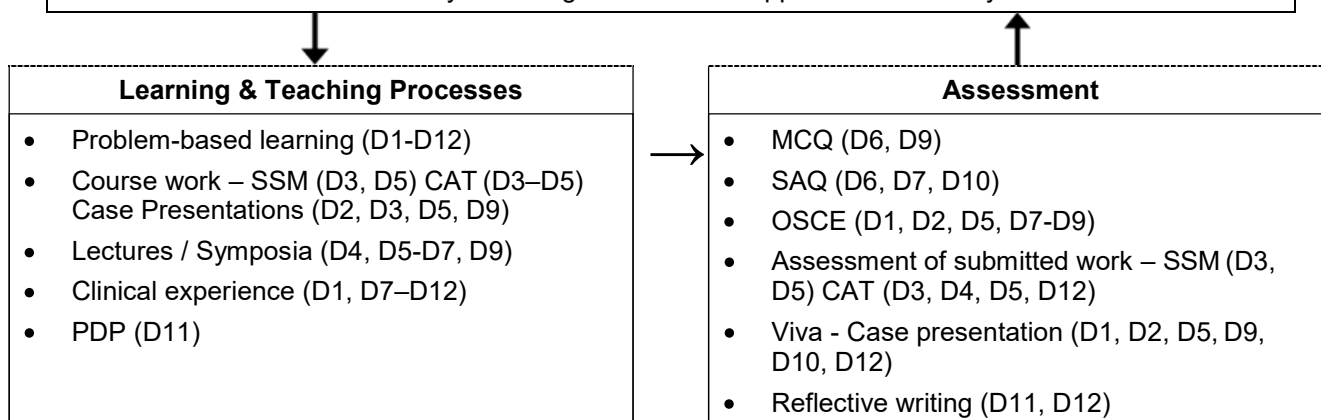 Learning & Teaching Processes
• Problem-based learning (D1-D12)
• Course work – SSM (D3, D5) CAT (D3–D5)
Case Presentations (D2, D3, D5, D9)
• Lectures / Symposia (D4, D5-D7, D9)
• Clinical experience (D1, D7–D12)
• PDP (D11)
Assessment
• MCQ (D6, D9)
• SAQ (D6, D7, D10)
• OSCE (D1, D2, D5, D7-D9)
• Assessment of submitted work – SSM (D3,
D5) CAT (D3, D4, D5, D12)
• Viva - Case presentation (D1, D2, D5, D9,
D10, D12)
• Reflective writing (D11, D12)